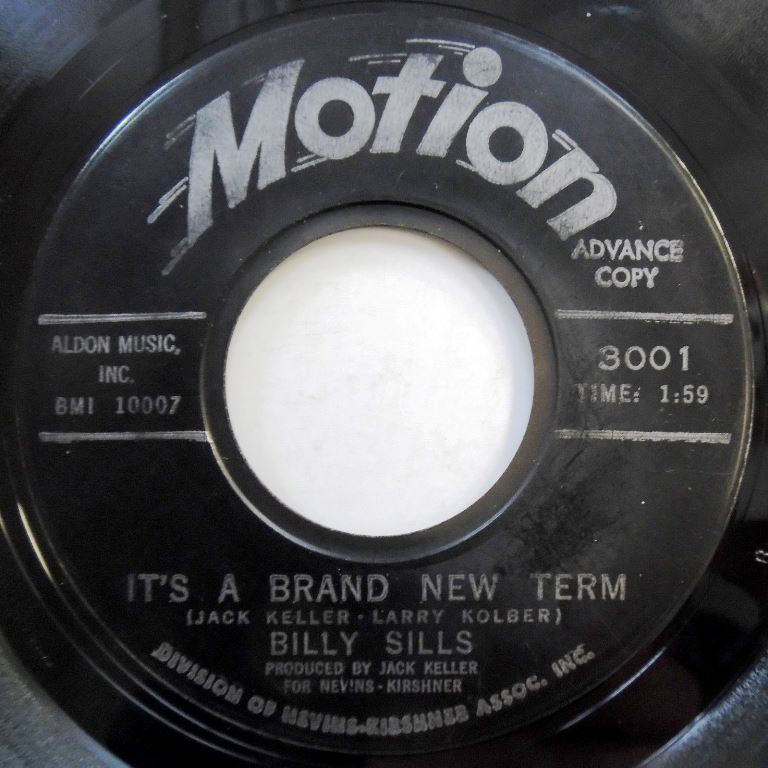 Motion
ADVANCE
COPY
ALDON MUSIC,
INC.
BMI 10007
3001
TIME: 1:59
IT'S A BRAND NEW TERM
(JACK KELLER · LARRY KOLBER)
BILLY SILLS
PRODUCED BY JACK KELLER
FOR NEVINS-KIRSHNER
DIVISION OF NEVINS-KIRSHNER ASSOC. INC.